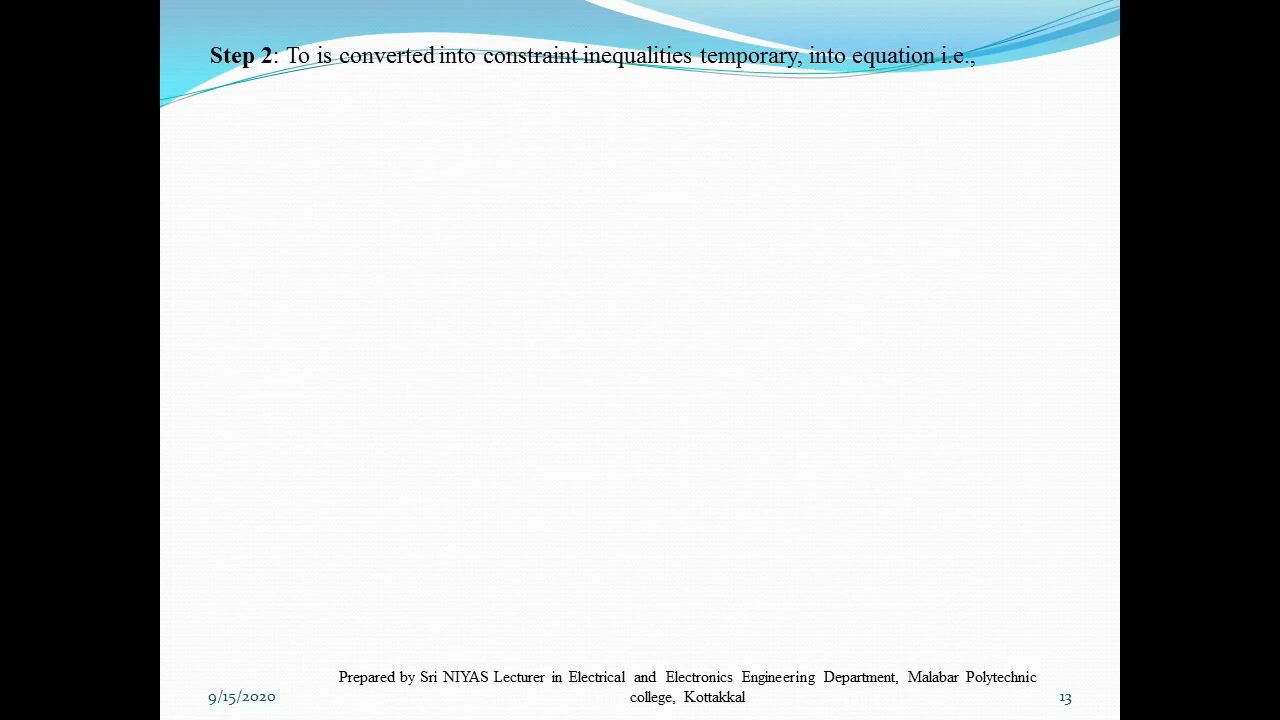 Step 2: To is converted into constraint inequalities temporary, into equation i.e.,
Prepared by Sri NIYAS Lecturer in Electrical and Electronics Engineering Department, Malabar Polytechnic
9/15/2020 college, Kottakkal 13